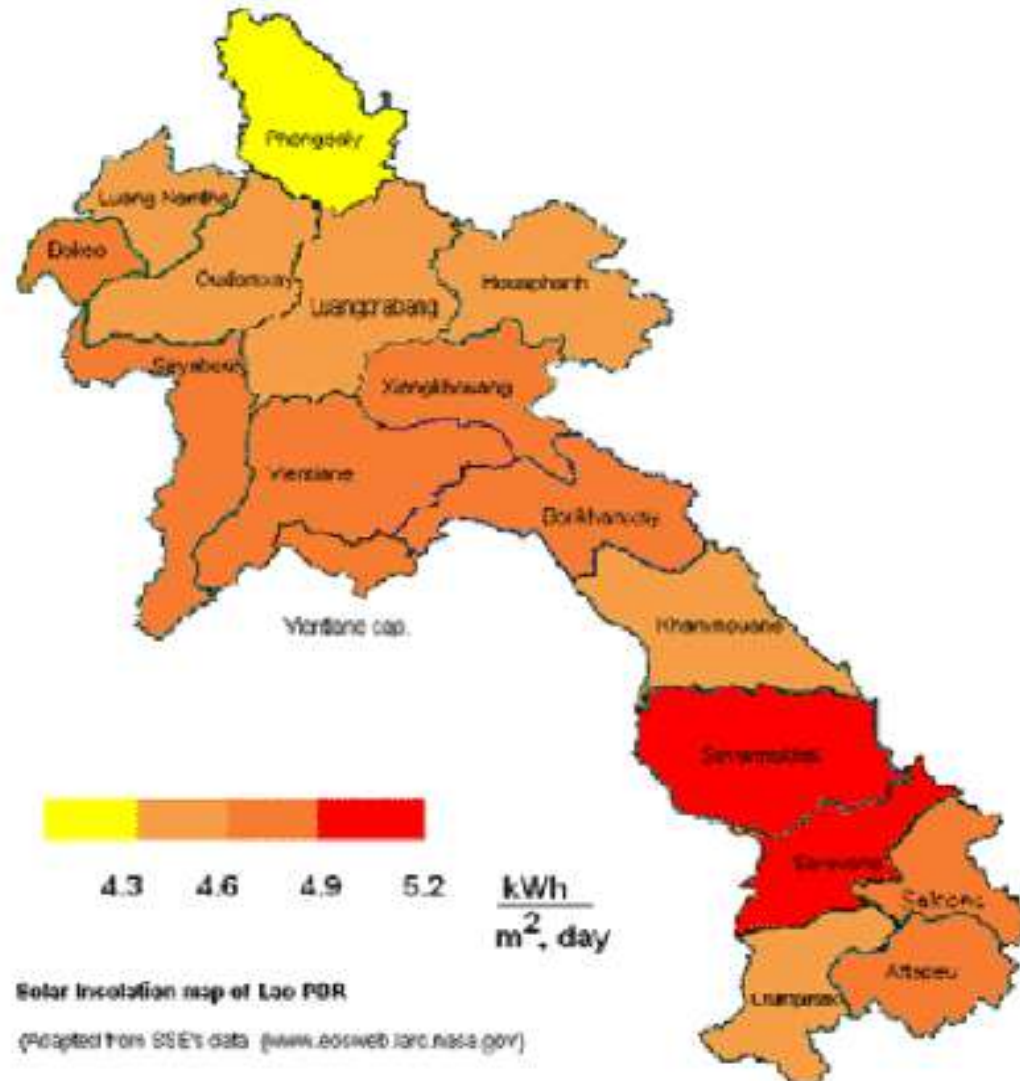 Phongsaly
Luang Namtha
Bokeo
Oudomxay
Luangprabang
Houaphanh
Sayaboury
Xiengkhouang
Vientiane
Borikhamxay
Vientiane cap.
Khammouane
Savannakhet
Saravane
Sekong
Attapeu
Champasak
4.3 4.6 4.9 5.2
kWh
m², day
Solar Insolation map of Lao PDR
(Adapted from SSE's data (www.eosweb.larc.nasa.gov)